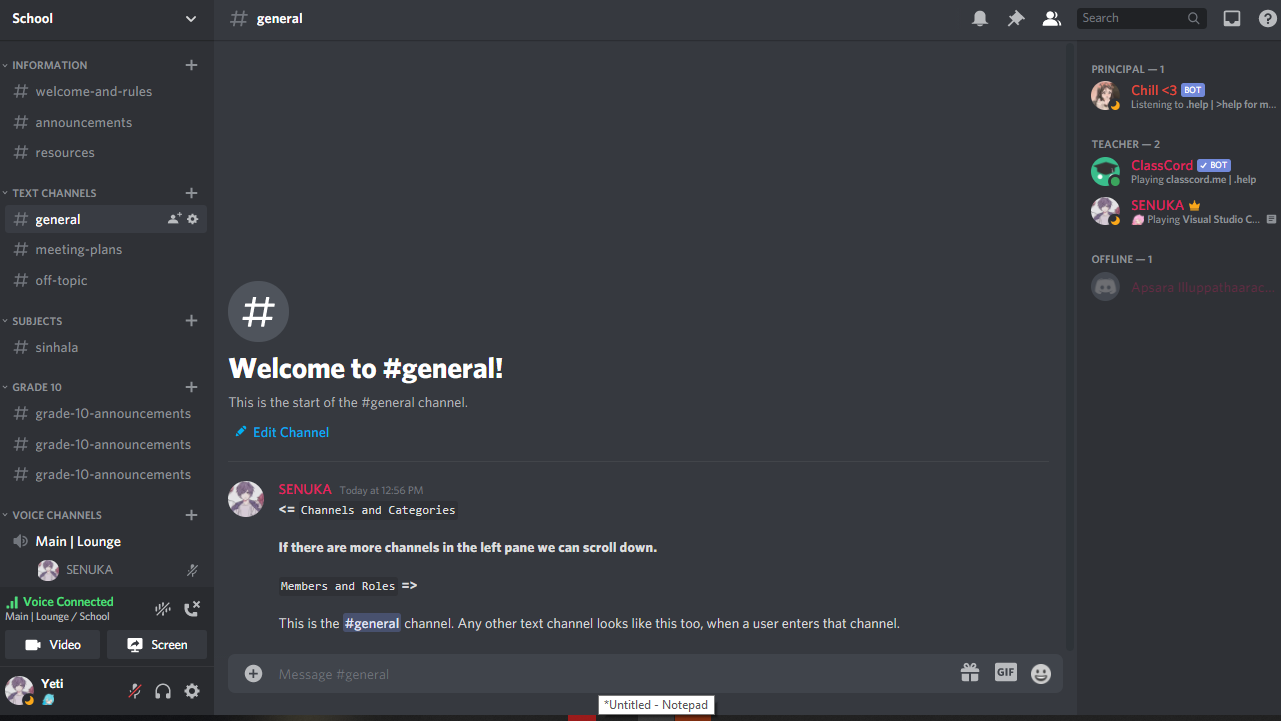 School
INFORMATION
welcome-and-rules
announcements
resources
TEXT CHANNELS
general
meeting-plans
off-topic
SUBJECTS
sinhala
GRADE 10
grade-10-announcements
grade-10-announcements
grade-10-announcements
VOICE CHANNELS
Main | Lounge
SENUKA
Voice Connected
Main | Lounge / School
Video Screen
Yeti
# general
Search
Welcome to #general!
This is the start of the #general channel.
Edit Channel
SENUKA Today at 12:56 PM
<= Channels and Categories
If there are more channels in the left pane we can scroll down.
Members and Roles =>
This is the #general channel. Any other text channel looks like this too, when a user enters that channel.
Message #general
GIF
*Untitled - Notepad
PRINCIPAL — 1
Chill <3 BOT
Listening to .help | >help for m...
TEACHER — 2
ClassCord ✓ BOT
Playing classcord.me | .help
SENUKA
Playing Visual Studio C...
OFFLINE — 1
Apsara Illuppathaarac...